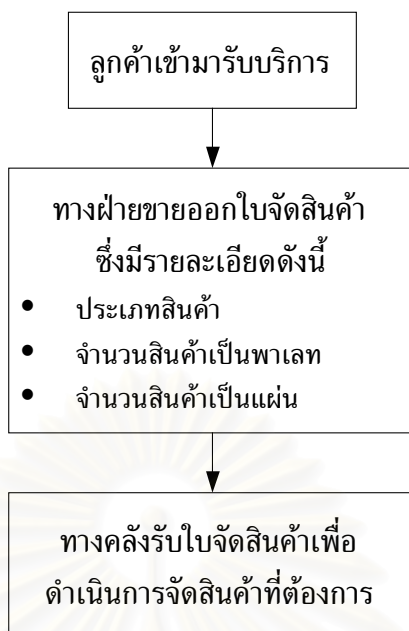 ลูกค้าเข้ามารับบริการ
ทางฝ่ายขายออกใบจัดสินค้า
ซึ่งมีรายละเอียดดังนี้
• ประเภทสินค้า
• จำนวนสินค้าเป็นพาเลท
• จำนวนสินค้าเป็นแผ่น
ทางคลังรับใบจัดสินค้าเพื่อ
ดำเนินการจัดสินค้าที่ต้องการ